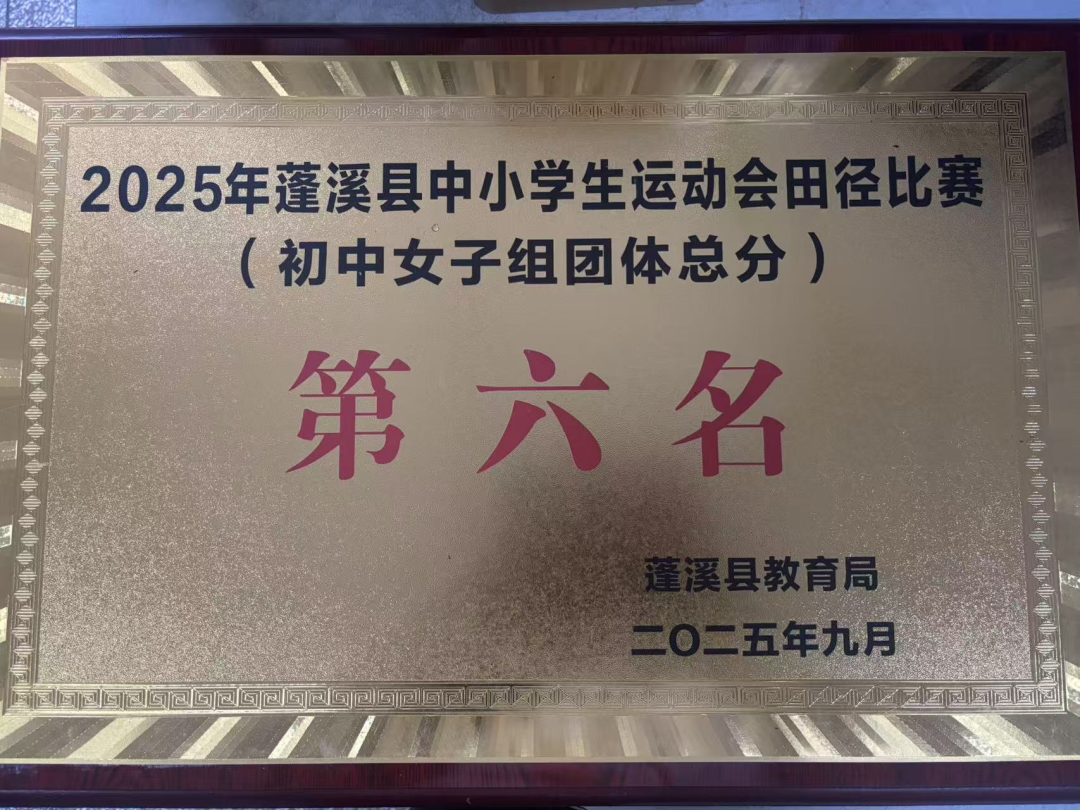 2025年蓬溪县中小学生运动会田径比赛
（初中女子组团体总分）
第六名
蓬溪县教育局
二〇二五年九月